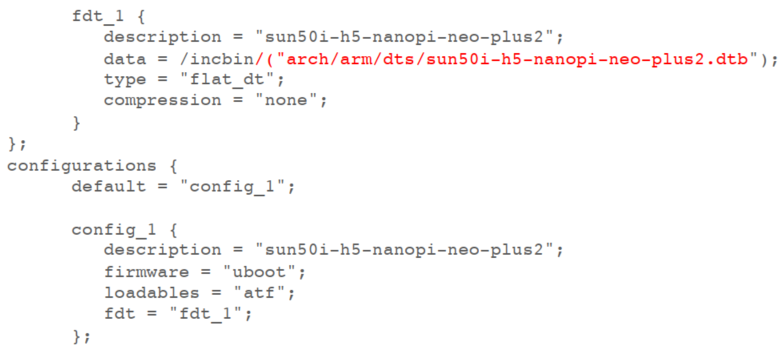 fdt_1 {
description = "sun50i-h5-nanopi-neo-plus2";
data = /incbin/("arch/arm/dts/sun50i-h5-nanopi-neo-plus2.dtb");
type = "flat_dt";
compression = "none";
}
};
configurations {
default = "config_1";
config_1 {
description = "sun50i-h5-nanopi-neo-plus2";
firmware = "uboot";
loadables = "atf";
fdt = "fdt_1";
};